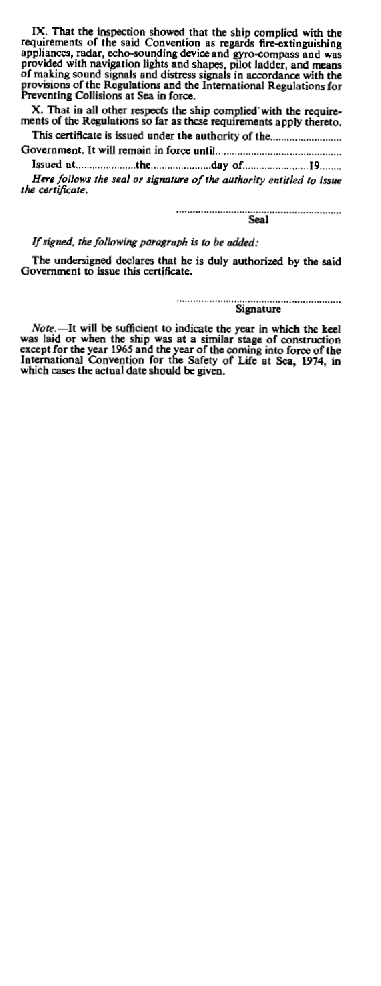 IX. That the inspection showed that the ship complied with the
requirements of the said Convention as regards fire-extinguishing
appliances, radar, echo-sounding device and gyro-compass and was
provided with navigation lights and shapes, pilot ladder, and means
of making sound signals and distress signals in accordance with the
provisions of the Regulations and the International Regulations for
Preventing Collisions at Sea in force.
X. That in all other respects the ship complied with the require-
ments of the Regulations so far as these requirements apply thereto.
This certificate is issued under the authority of the........................
Government. It will remain in force until..........................................
Issued at....................the.........................day of......................19.......
Here follows the seal or signature of the authority entitled to issue
the certificate.
.......................................................
Seal
If signed, the following paragraph is to be added:
The undersigned declares that he is duly authorized by the said
Government to issue this certificate.
.......................................................
Signature
Note.—It will be sufficient to indicate the year in which the keel
was laid or when the ship was at a similar stage of construction
except for the year 1965 and the year of the coming into force of the
International Convention for the Safety of Life at Sea, 1974, in
which cases the actual date should be given.